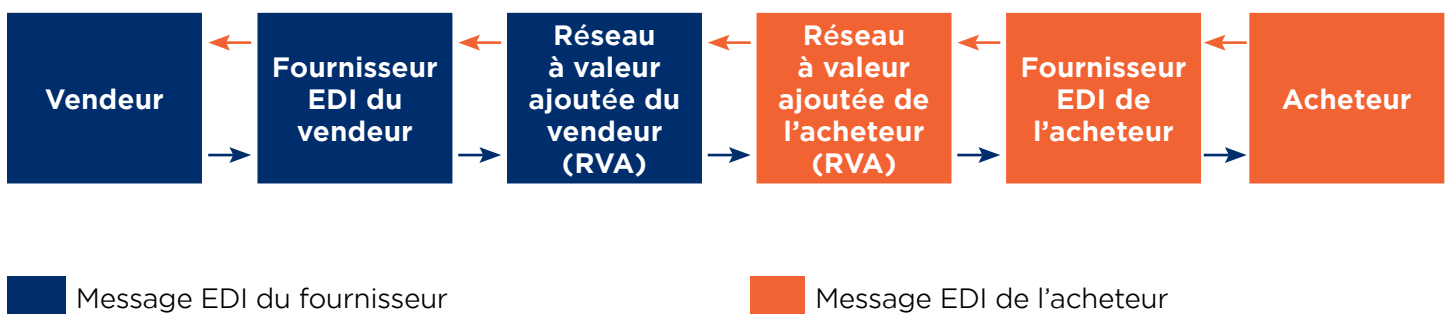 Vendeur
Fournisseur
EDI du
vendeur
Réseau
à valeur
ajoutée du
vendeur
(RVA)
Réseau
à valeur
ajoutée de
l’acheteur
(RVA)
Fournisseur
EDI de
l’acheteur
Acheteur
Message EDI du fournisseur
Message EDI de l’acheteur